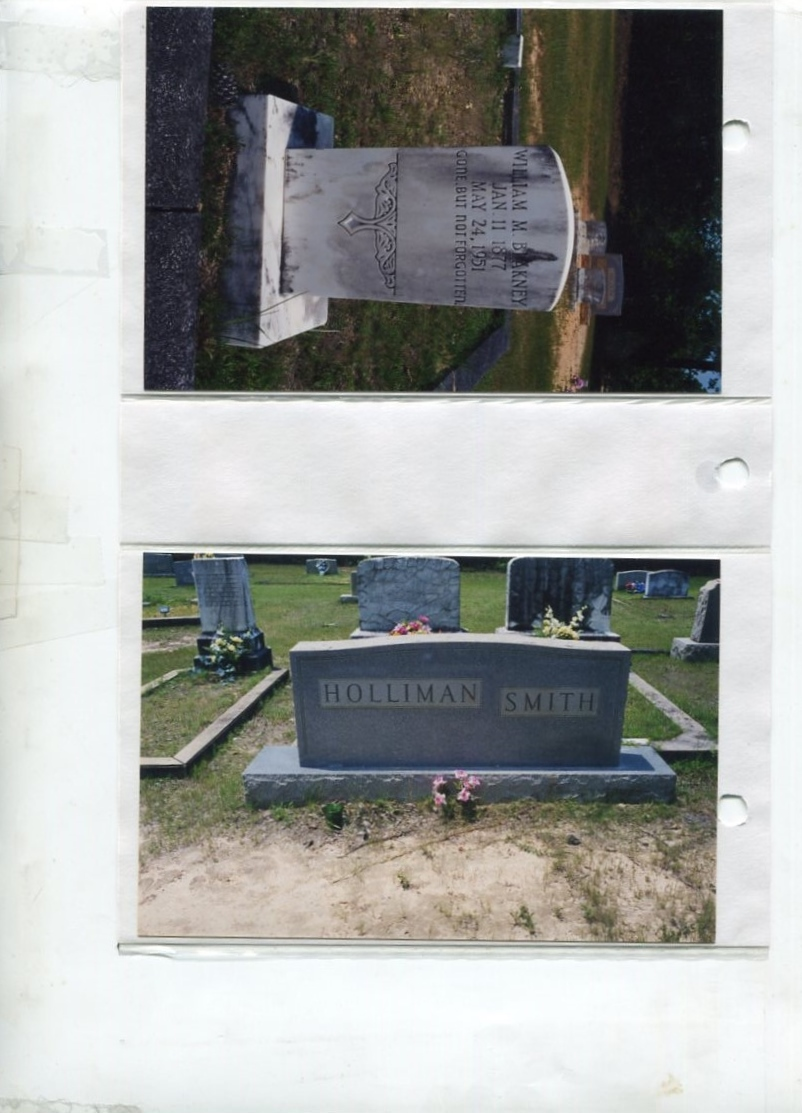 WILLIAM M. BLAKNEY
JAN. 11 1877
MAY 24, 1951
GONE, BUT NOT FORGOTTEN.
HOLLIMAN
SMITH